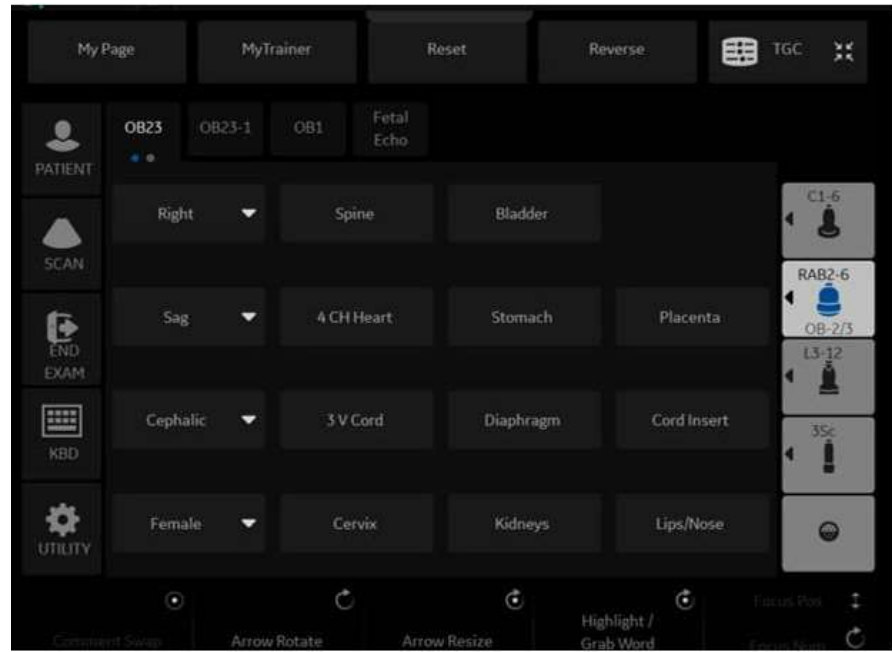 My Page
MyTrainer
Reset
Reverse
TGC
PATIENT
SCAN
END
EXAM
KBD
UTILITY
OB23
OB23-1
OB1
Fetal
Echo
Right
Spine
Bladder
Sag
4 CH Heart
Stomach
Placenta
Cephalic
3 V Cord
Diaphragm
Cord Insert
Female
Cervix
Kidneys
Lips/Nose
C1-6
RAB2-6
OB-2/3
L3-12
3Sc
Comment Swap
Arrow Rotate
Arrow Resize
Highlight /
Grab Word
Focus Pos
Focus Num